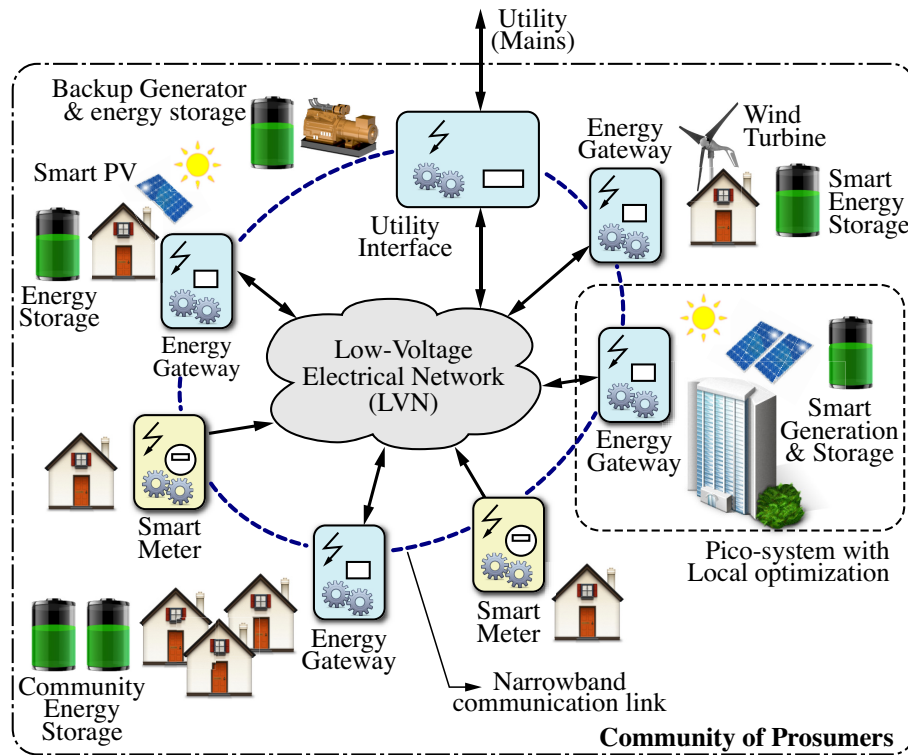 Utility
(Mains)
Backup Generator
& energy storage
Energy
Gateway
Wind
Turbine
Smart PV
Smart
Energy
Storage
Utility
Interface
Energy
Storage
Energy
Gateway
Low-Voltage
Electrical Network
(LVN)
Energy
Gateway
Smart
Generation
& Storage
Smart
Meter
Pico-system with
Local optimization
Energy
Gateway
Smart
Meter
Community
Energy
Storage
Narrowband
communication link
Community of Prosumers